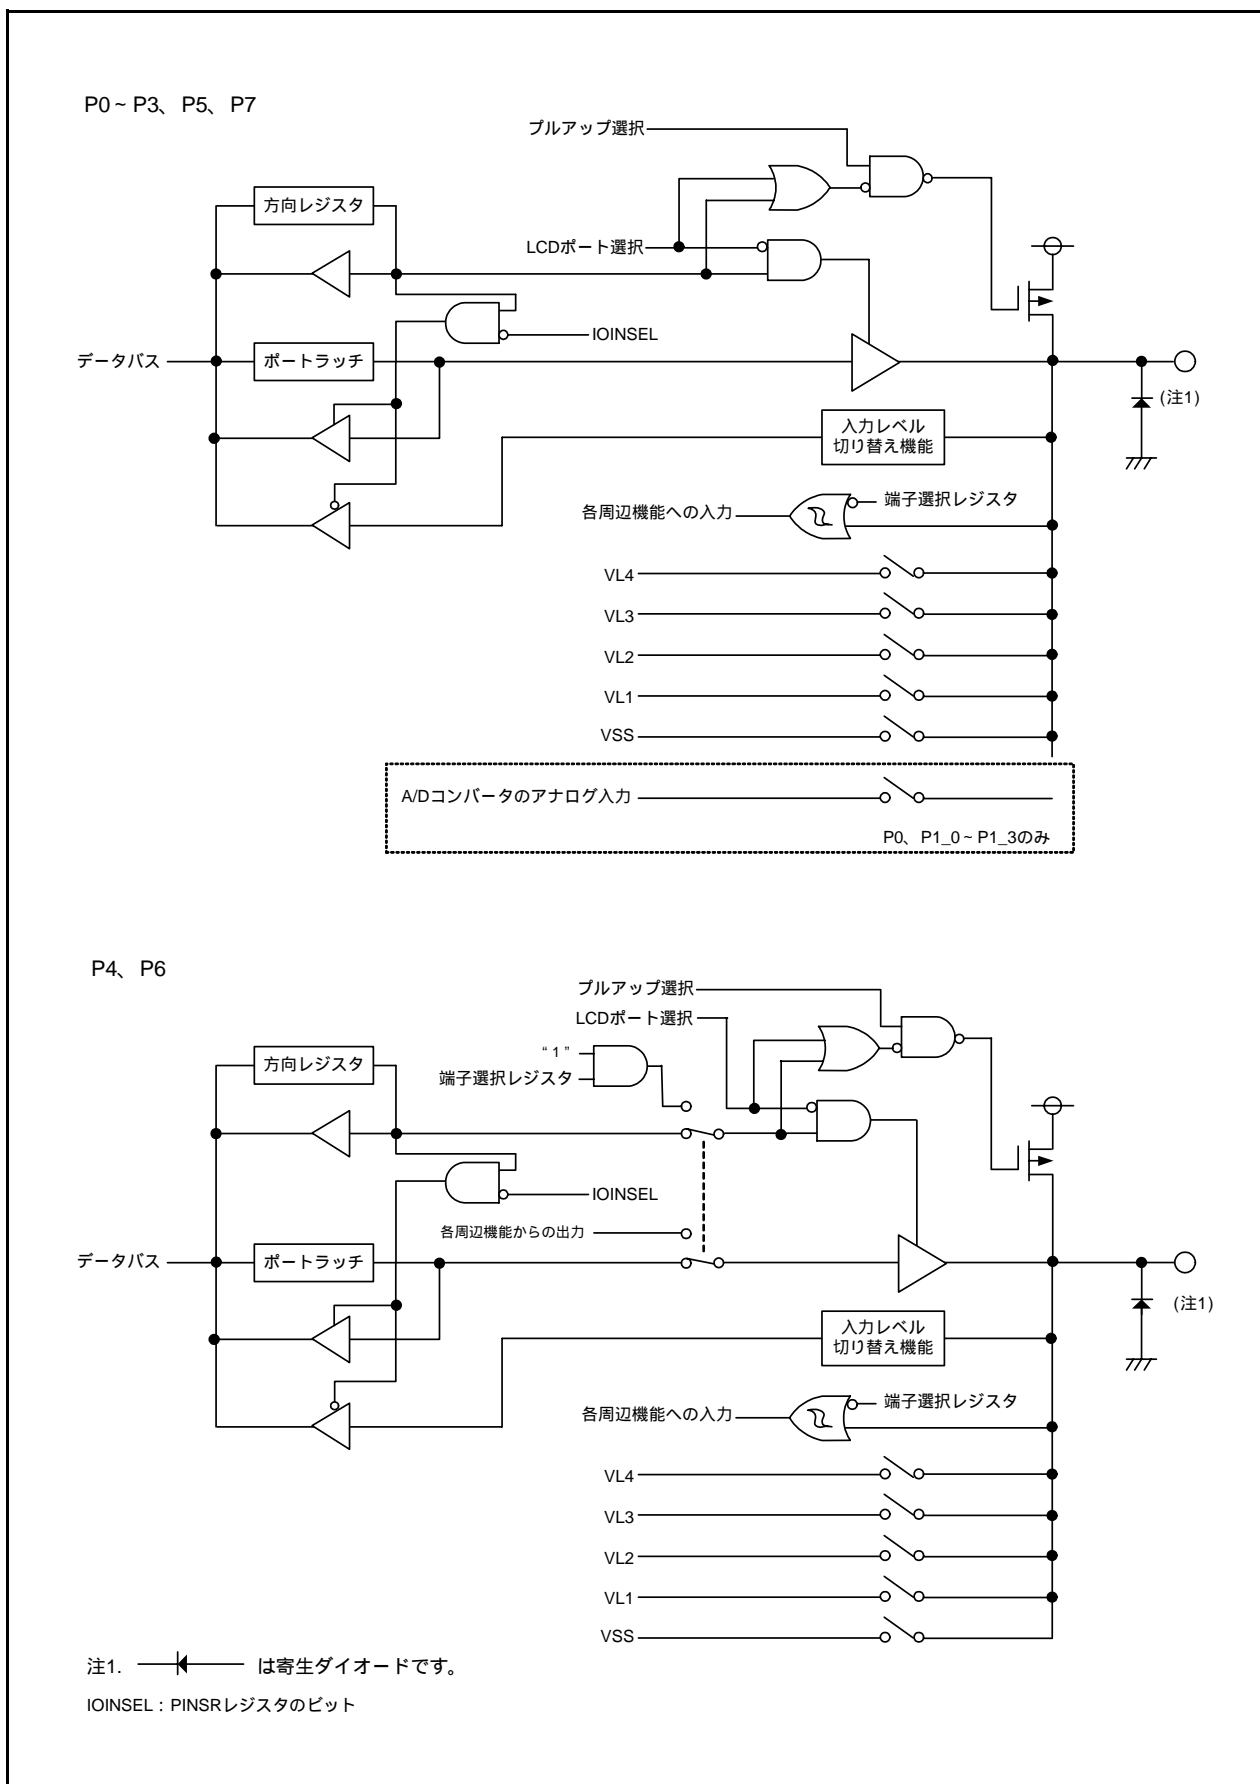 P0 ~ P3、 P5、 P7
プルアップ選択
方向レジスタ
LCDポート選択
IOINSEL
データバス
ポートラッチ
(注1)
入力レベル
切り替え機能
端子選択レジスタ
各周辺機能への入力
VL4
VL3
VL2
VL1
VSS
A/Dコンバータのアナログ入力
P0、 P1_0 ~ P1_3のみ
P4、 P6
プルアップ選択
LCDポート選択
“ 1 ”
方向レジスタ
端子選択レジスタ
IOINSEL
各周辺機能からの出力
データバス
ポートラッチ
(注1)
入力レベル
切り替え機能
端子選択レジスタ
各周辺機能への入力
VL4
VL3
VL2
VL1
VSS
注1. は寄生ダイオードです。
IOINSEL : PINSRレジスタのビット